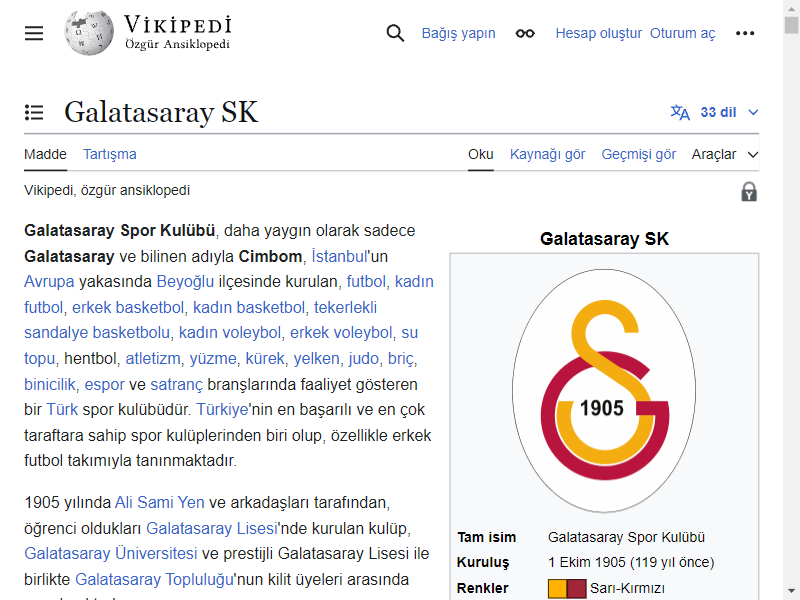 VİKİPEDİ
Özgür Ansiklopedi
Bağış yapın
Hesap oluştur Oturum aç
Galatasaray SK
33 dil
Madde Tartışma
Oku Kaynağı gör Geçmişi gör Araçlar
Vikipedi, özgür ansiklopedi
Galatasaray Spor Kulübü, daha yaygın olarak sadece
Galatasaray ve bilinen adıyla Cimbom, İstanbul'un
Avrupa yakasında Beyoğlu ilçesinde kurulan, futbol, kadın
futbol, erkek basketbol, kadın basketbol, tekerlekli
sandalye basketbolu, kadın voleybol, erkek voleybol, su
topu, hentbol, atletizm, yüzme, kürek, yelken, judo, briç,
binicilik, espor ve satranç branşlarında faaliyet gösteren
bir Türk spor kulübüdür. Türkiye'nin en başarılı ve en çok
taraftara sahip spor kulüplerinden biri olup, özellikle erkek
futbol takımıyla tanınmaktadır.
1905 yılında Ali Sami Yen ve arkadaşları tarafından,
öğrenci oldukları Galatasaray Lisesi'nde kurulan kulüp,
Galatasaray Üniversitesi ve prestijli Galatasaray Lisesi ile
birlikte Galatasaray Topluluğu'nun kilit üyeleri arasında
Galatasaray SK
1905
Tam isim Galatasaray Spor Kulübü
Kuruluş 1 Ekim 1905 (119 yıl önce)
Renkler Sarı-Kırmızı